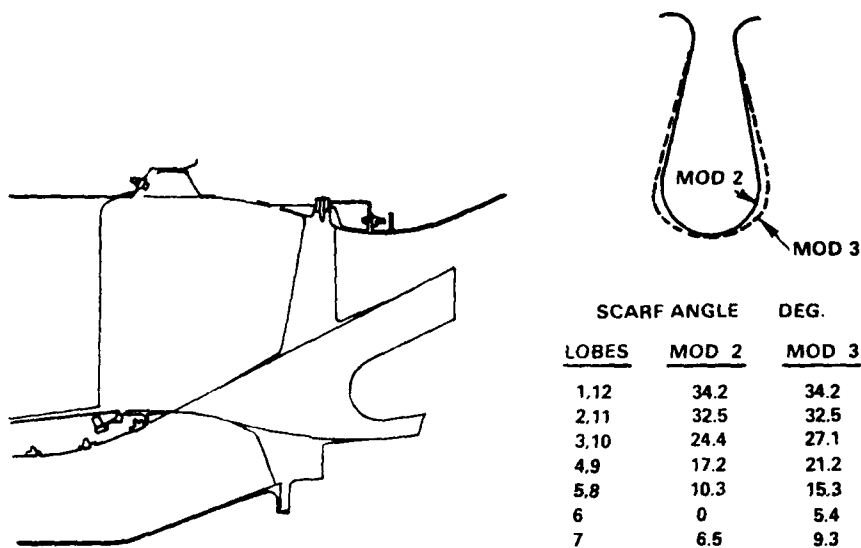 MOD 2
MOD 3
SCARF ANGLE DEG.
LOBES MOD 2 MOD 3
1,12 34.2 34.2
2,11 32.5 32.5
3,10 24.4 27.1
4,9 17.2 21.2
5,8 10.3 15.3
6 0 5.4
7 6.5 9.3